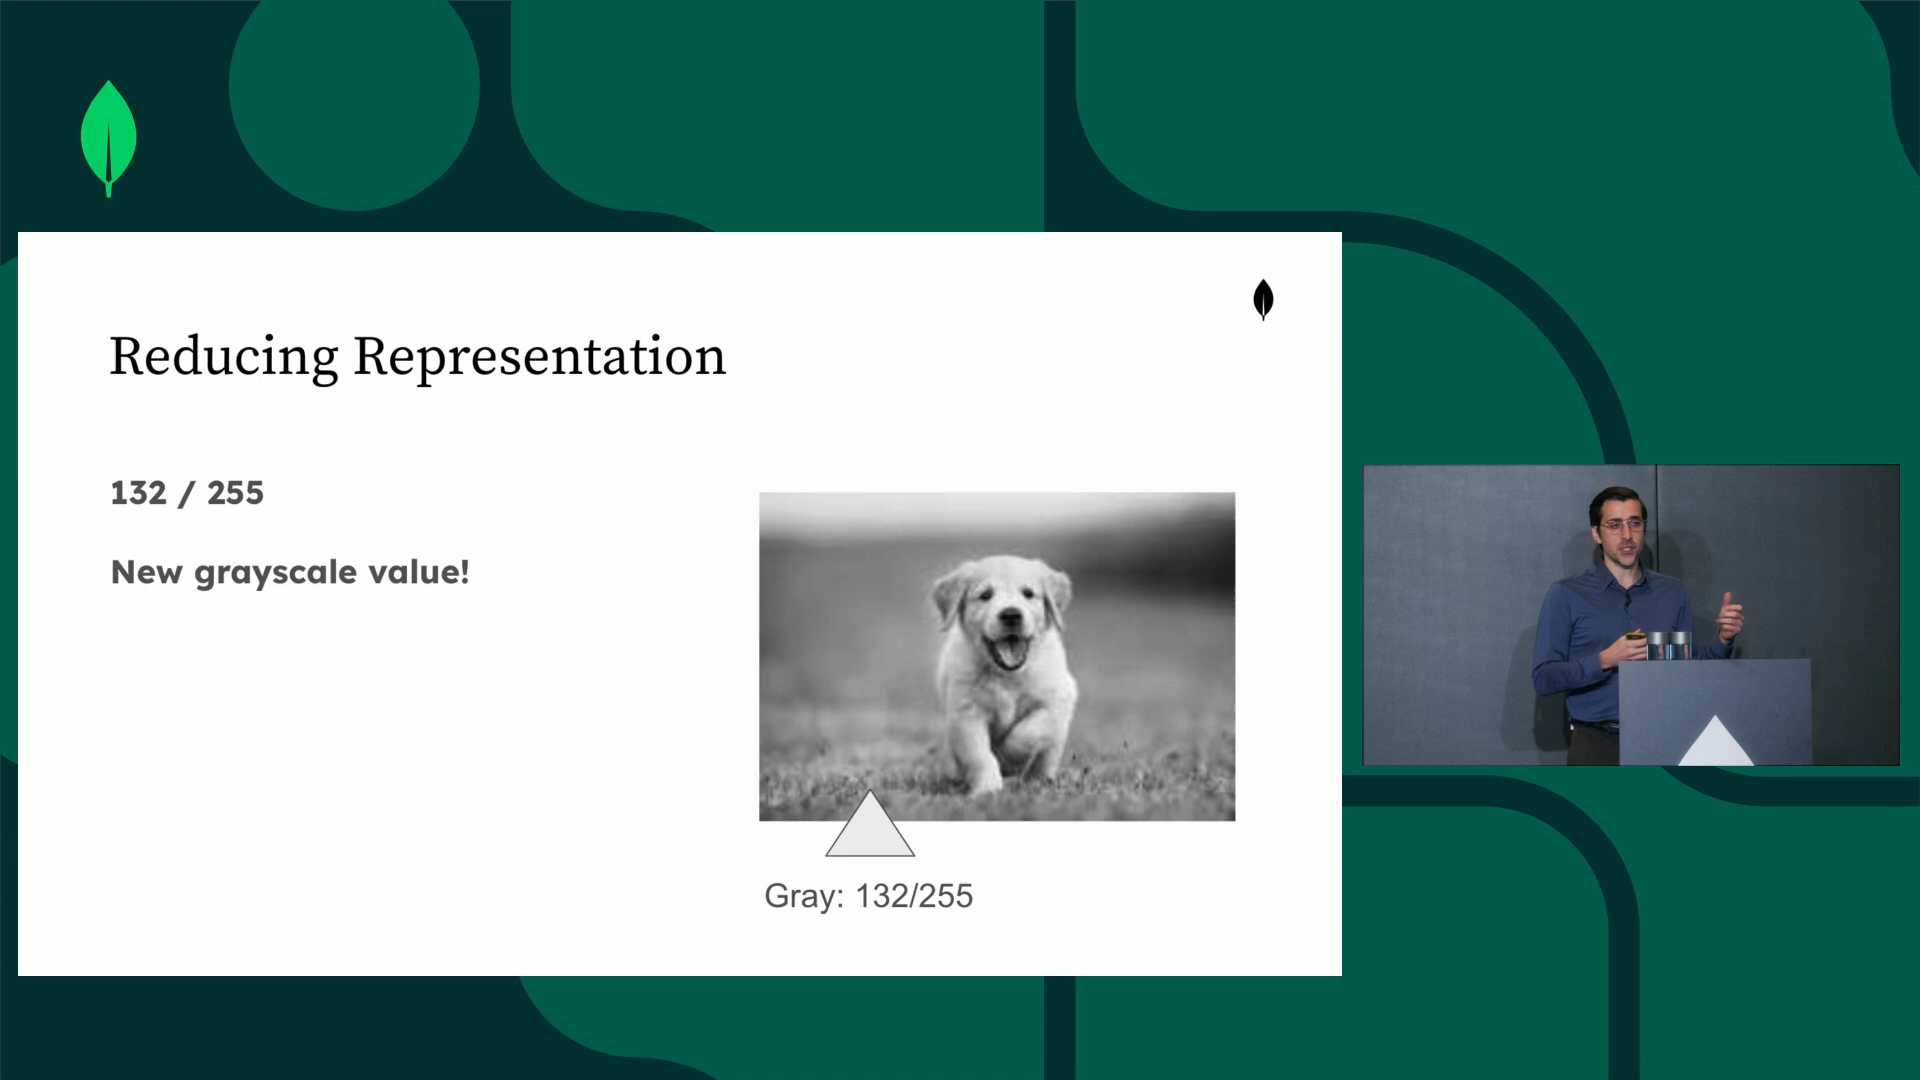 Reducing Representation
132 / 255
New grayscale value!
Gray: 132/255